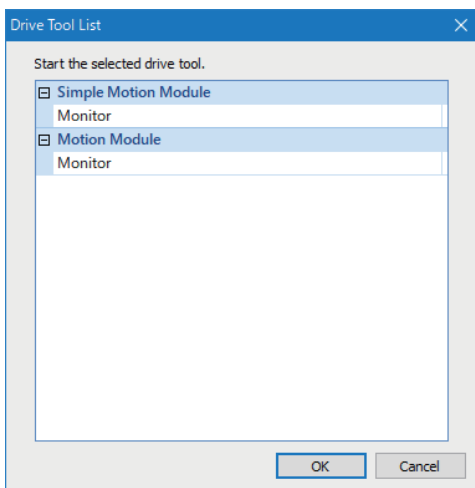 Drive Tool List
Start the selected drive tool.
Simple Motion Module
Monitor
Motion Module
Monitor
OK
Cancel